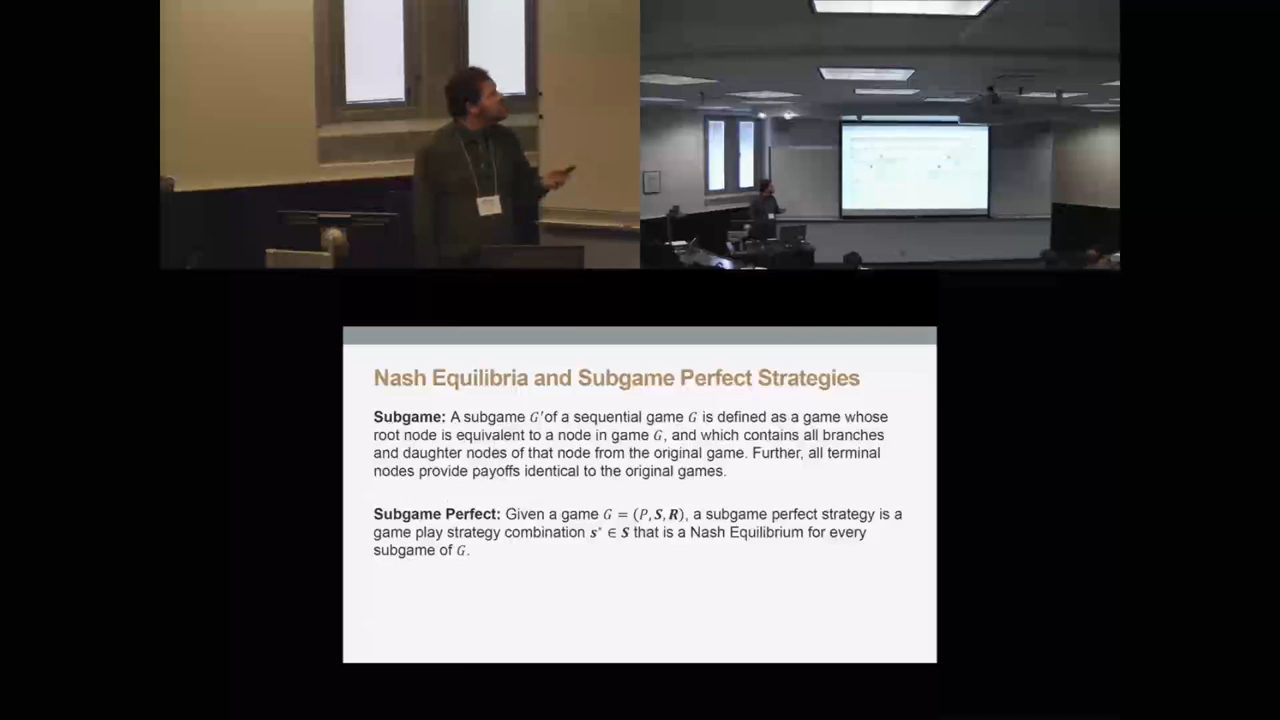 Nash Equilibria and Subgame Perfect Strategies
Subgame: A subgame G′of a sequential game G is defined as a game whose
root node is equivalent to a node in game G, and which contains all branches
and daughter nodes of that node from the original game. Further, all terminal
nodes provide payoffs identical to the original games.
Subgame Perfect: Given a game G = (P, S, R), a subgame perfect strategy is a
game play strategy combination s* ∈ S that is a Nash Equilibrium for every
subgame of G.